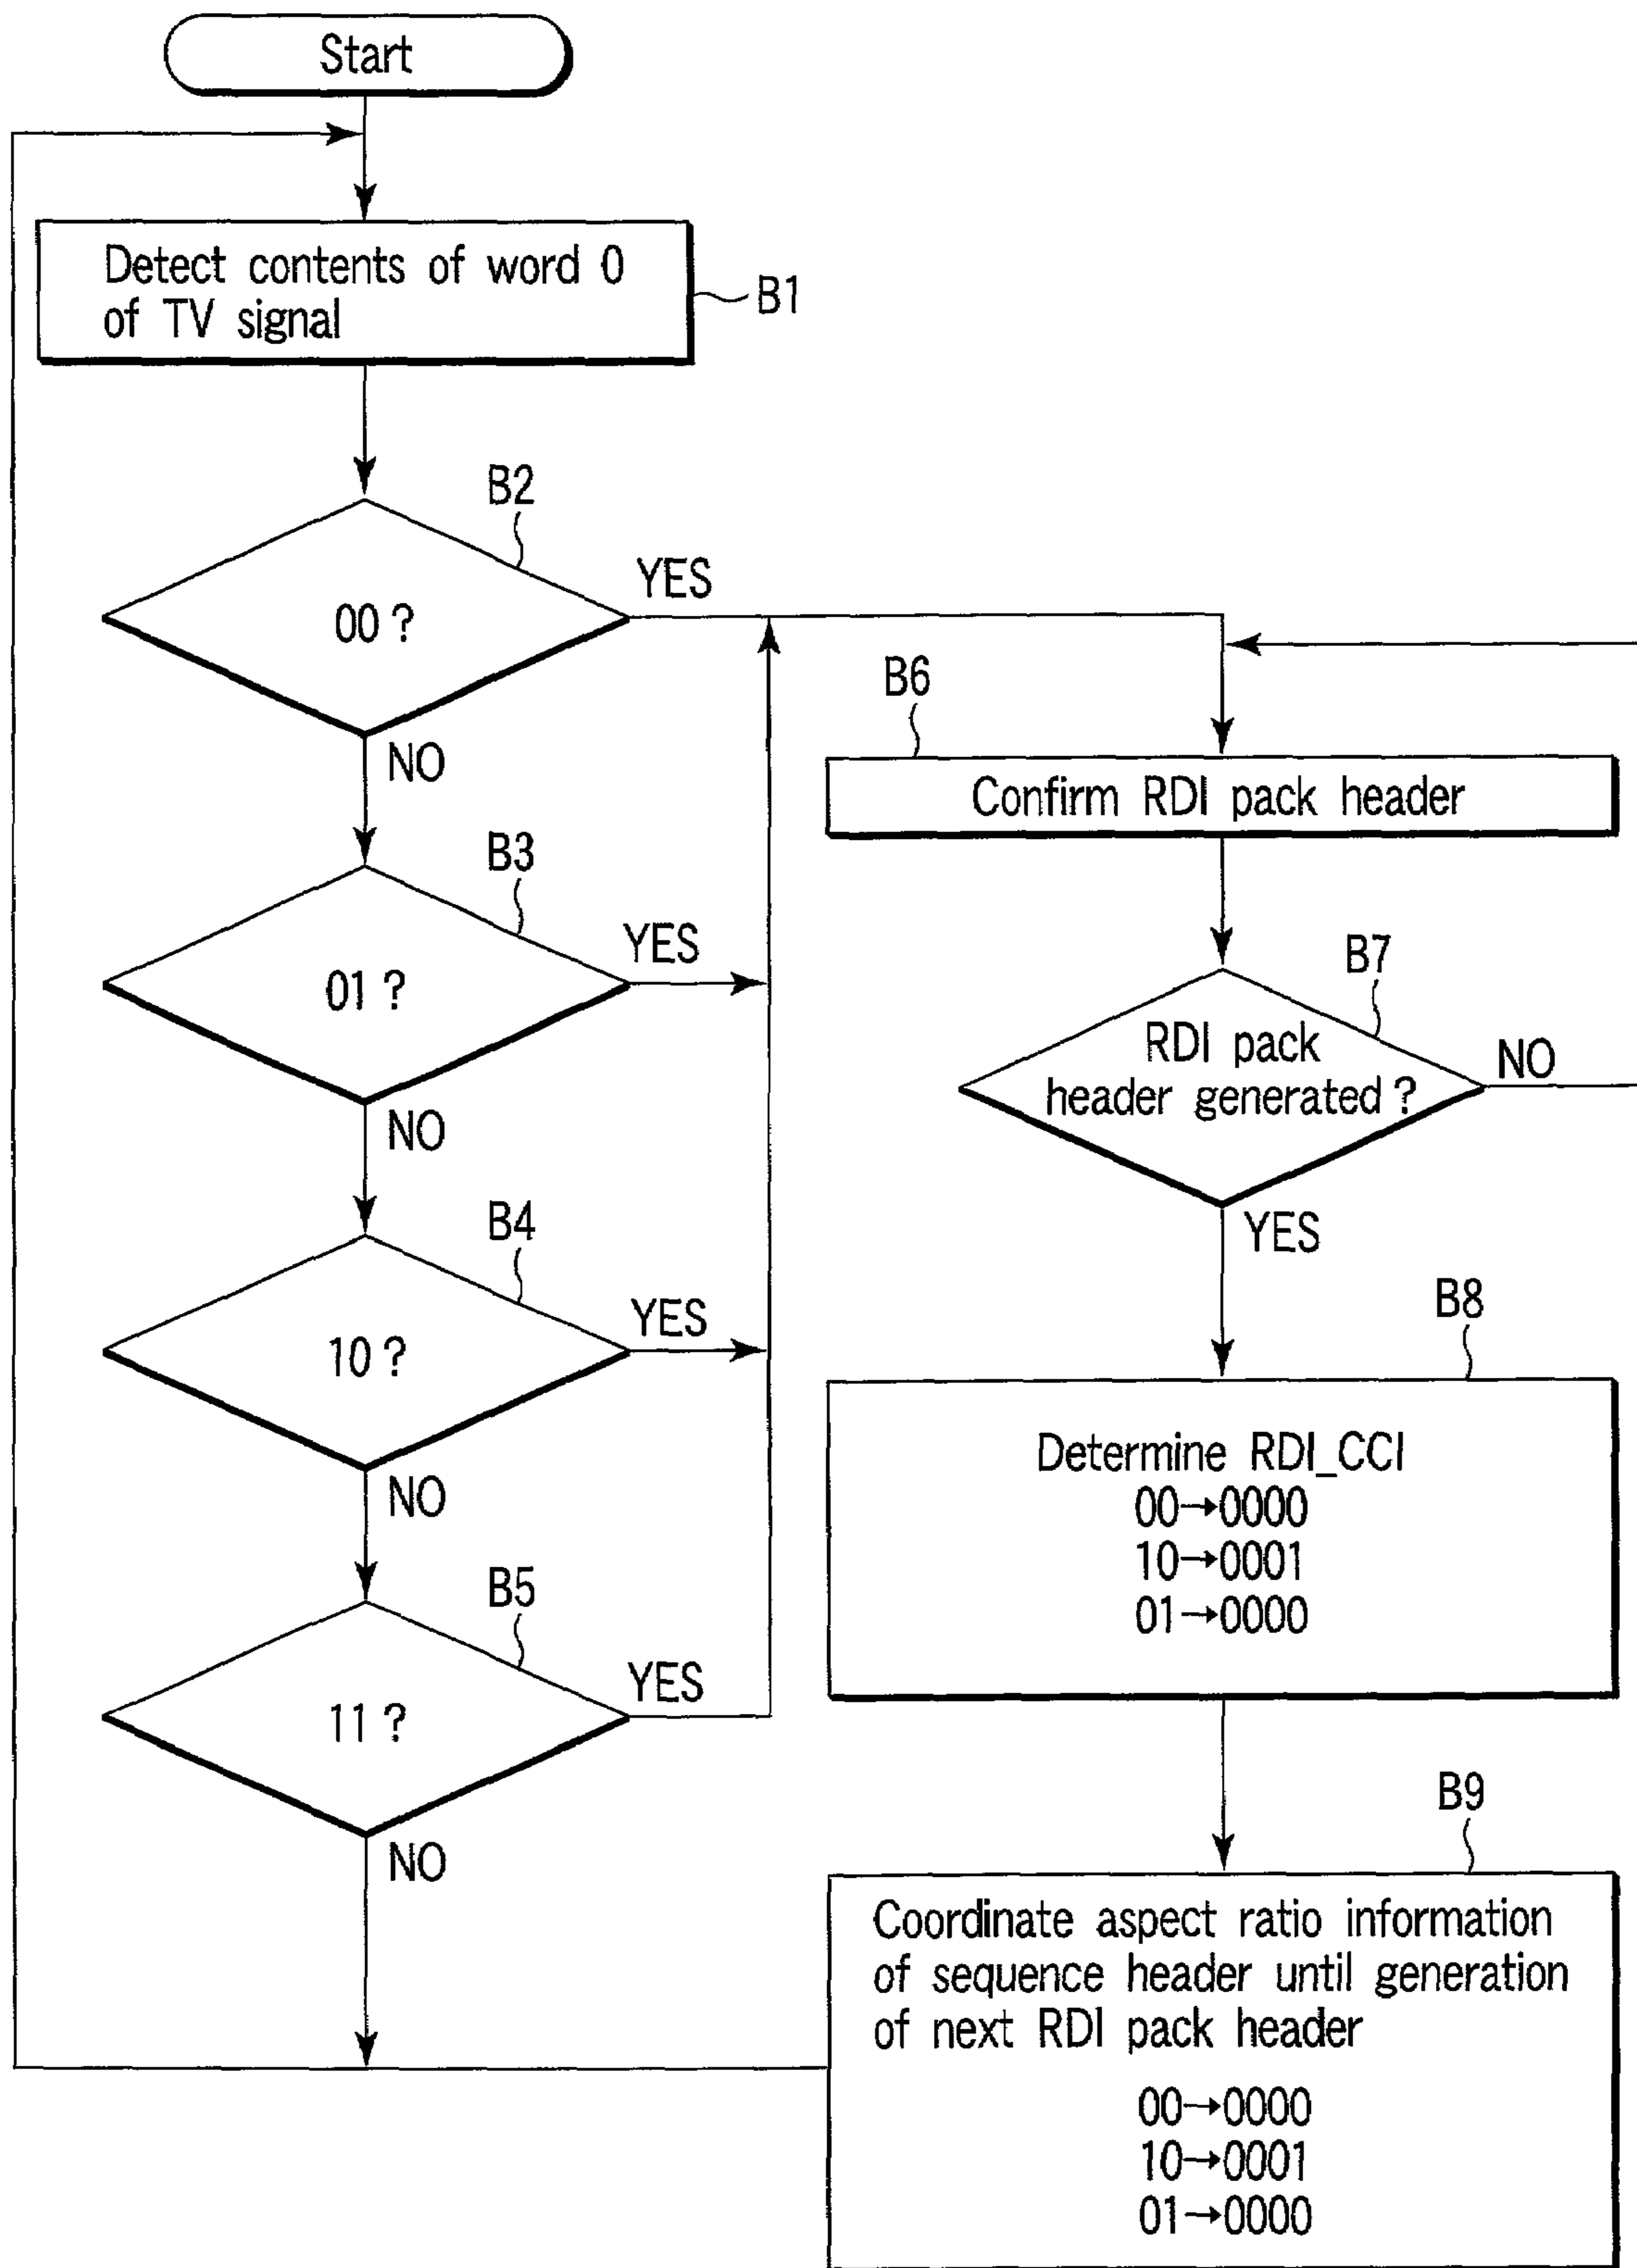 Start
Detect contents of word 0
of TV signal
B1
B2
00 ?
YES
NO
B3
01 ?
YES
NO
B4
10 ?
YES
NO
B5
11 ?
YES
NO
B6
Confirm RDI pack header
B7
RDI pack
header generated ?
NO
YES
B8
Determine RDI_CCI
00→0000
10→0001
01→0000
B9
Coordinate aspect ratio information
of sequence header until generation
of next RDI pack header
00→0000
10→0001
01→0000